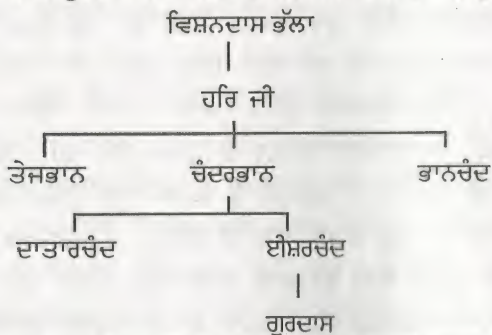 ਵਿਸ਼ਨਦਾਸ ਭੱਲਾ
ਹਰਿ ਜੀ
ਤੇਜਭਾਨ ਚੰਦਰਭਾਨ ਭਾਨਚੰਦ
ਦਾਤਾਰਚੰਦ ਈਸ਼ਰਚੰਦ
ਗੁਰਦਾਸ